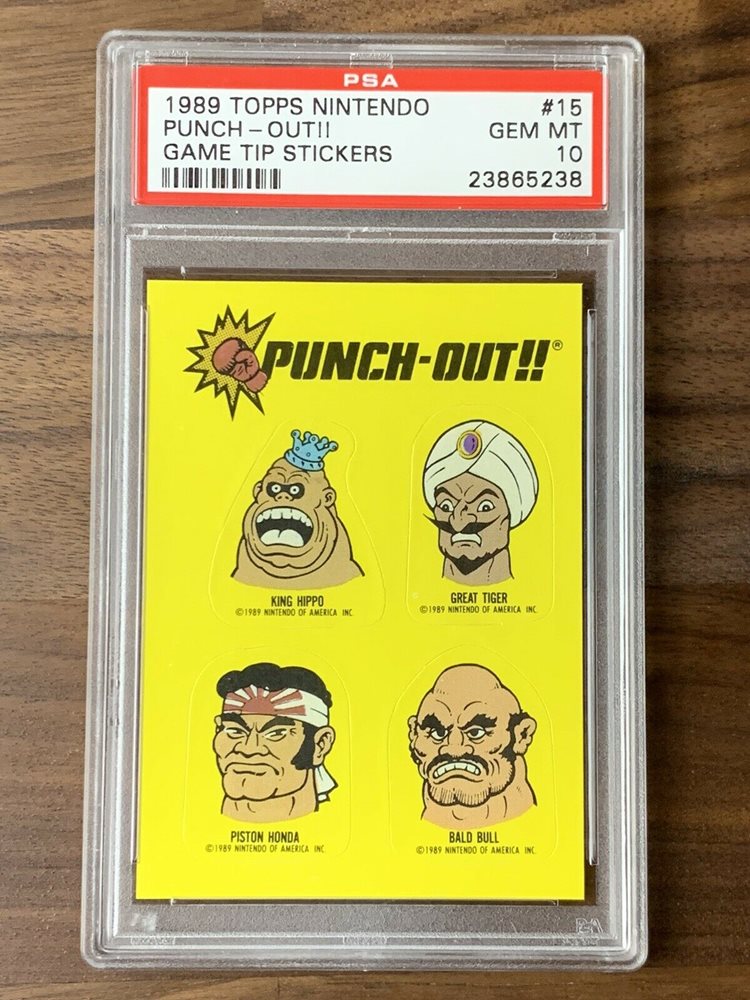 PSA
1989 TOPPS NINTENDO #15
PUNCH-OUT!! GEM MT
GAME TIP STICKERS 10
23865238
PUNCH-OUT!!®
KING HIPPO
©1989 NINTENDO OF AMERICA INC.
GREAT TIGER
©1989 NINTENDO OF AMERICA INC.
PISTON HONDA
©1989 NINTENDO OF AMERICA INC.
BALD BULL
©1989 NINTENDO OF AMERICA INC.
PSA